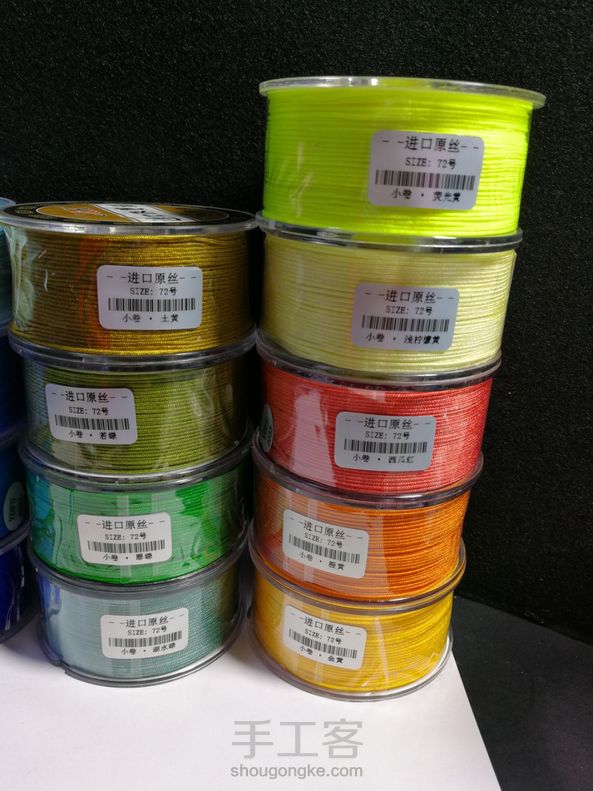 --进口原丝--
SIZE: 72号
小卷 · 荧光黄
--进口原丝--
SIZE: 72号
小卷 · 浅柠檬黄
--进口原丝--
SIZE: 72号
小卷 · 西瓜红
--进口原丝--
SIZE: 72号
小卷 · 橙黄
--进口原丝--
SIZE: 72号
小卷 · 金黄
--进口原丝--
SIZE: 72号
小卷 · 土黄
--进口原丝--
SIZE: 72号
小卷 · 若绿
--进口原丝--
SIZE: 72号
小卷 · 翠绿
--进口原丝--
SIZE: 72号
小卷 · 湖水绿
手工客
shougongke.com